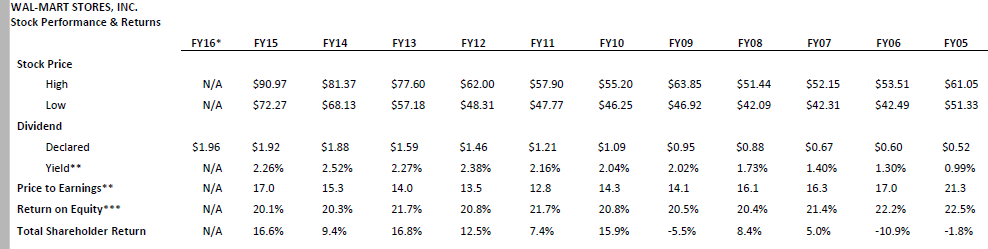 WAL-MART STORES, INC.
Stock Performance & Returns
FY16* FY15 FY14 FY13 FY12 FY11 FY10 FY09 FY08 FY07 FY06 FY05
Stock Price
High N/A $90.97 $81.37 $77.60 $62.00 $57.90 $55.20 $63.85 $51.44 $52.15 $53.51 $61.05
Low N/A $72.27 $68.13 $57.18 $48.31 $47.77 $46.25 $46.92 $42.09 $42.31 $42.49 $51.33
Dividend
Declared $1.96 $1.92 $1.88 $1.59 $1.46 $1.21 $1.09 $0.95 $0.88 $0.67 $0.60 $0.52
Yield** N/A 2.26% 2.52% 2.27% 2.38% 2.16% 2.04% 2.02% 1.73% 1.40% 1.30% 0.99%
Price to Earnings** N/A 17.0 15.3 14.0 13.5 12.8 14.3 14.1 16.1 16.3 17.0 21.3
Return on Equity*** N/A 20.1% 20.3% 21.7% 20.8% 21.7% 20.8% 20.5% 20.4% 21.4% 22.2% 22.5%
Total Shareholder Return N/A 16.6% 9.4% 16.8% 12.5% 7.4% 15.9% -5.5% 8.4% 5.0% -10.9% -1.8%